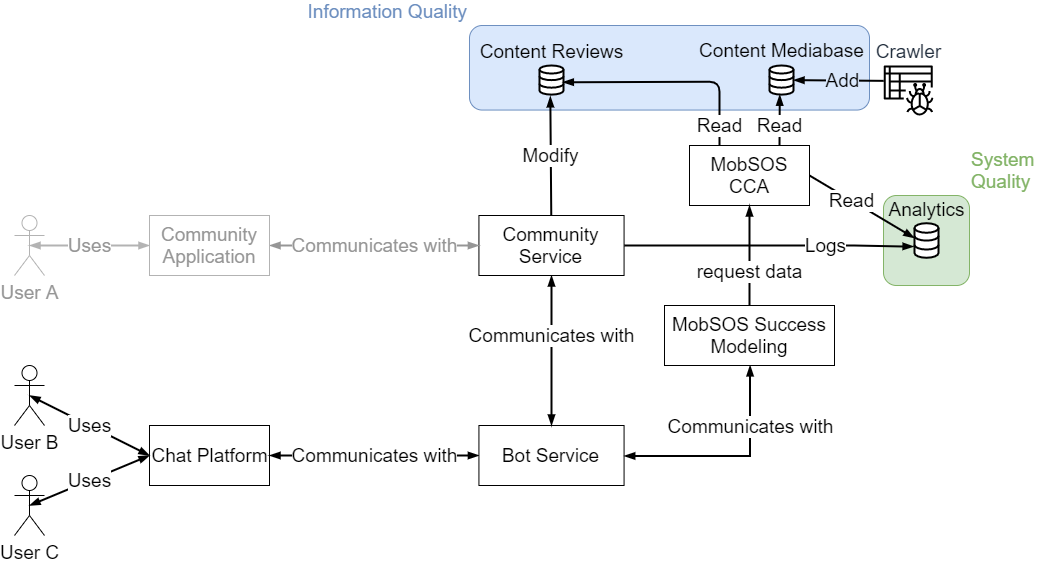 Information Quality
Content Reviews
Content Mediabase
Crawler
Add
Read
Read
Modify
MobSOS
CCA
System
Quality
Read
Analytics
Uses
Community
Application
Communicates with
Community
Service
Logs
User A
request data
MobSOS Success
Modeling
Communicates with
Uses
User B
Communicates with
Chat Platform
Communicates with
Bot Service
Uses
User C